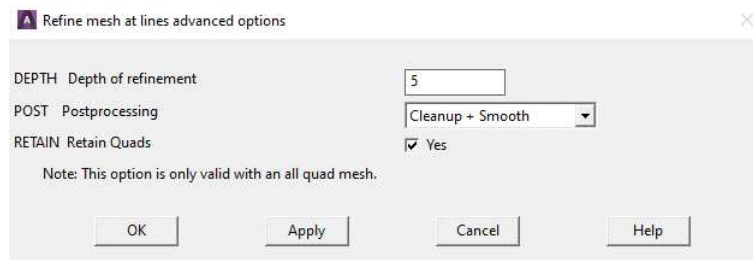 Refine mesh at lines advanced options
DEPTH Depth of refinement 5
POST Postprocessing Cleanup + Smooth
RETAIN Retain Quads Yes
Note: This option is only valid with an all quad mesh.
OK Apply Cancel Help